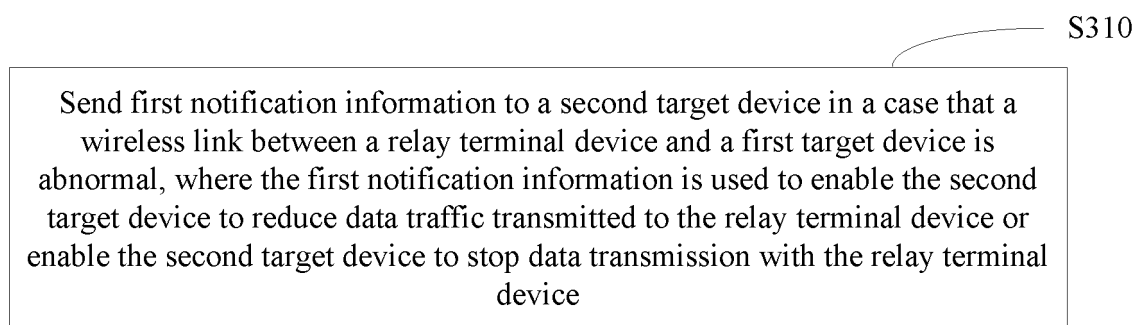 S310
Send first notification information to a second target device in a case that a
wireless link between a relay terminal device and a first target device is
abnormal, where the first notification information is used to enable the second
target device to reduce data traffic transmitted to the relay terminal device or
enable the second target device to stop data transmission with the relay terminal
device